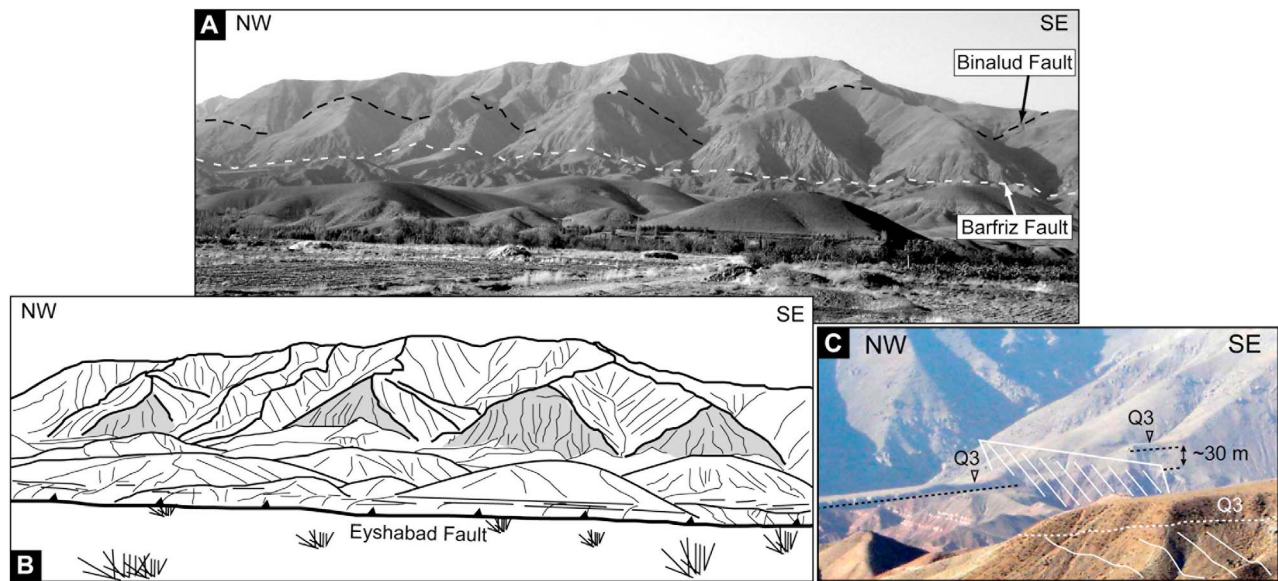 A NW SE
Binalud Fault
Barfriz Fault
NW SE
Eyshabad Fault
B
C NW SE
Q3
Q3
~30 m
Q3